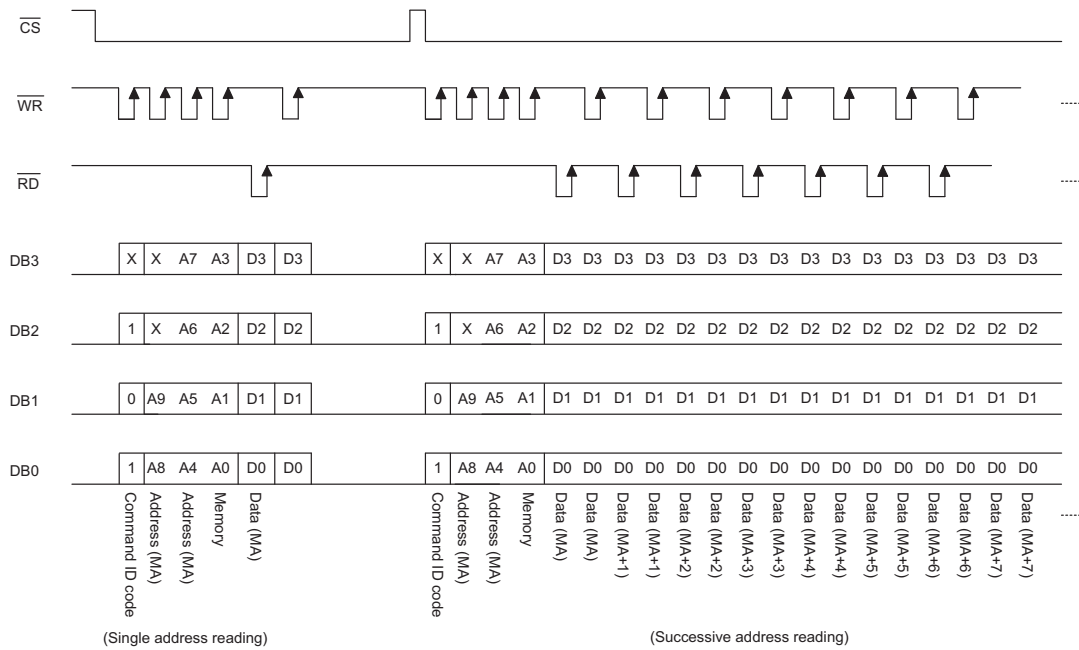 CS
WR
RD
DB3 X X A7 A3 D3 D3 X X A7 A3 D3 D3 D3 D3 D3 D3 D3 D3 D3 D3 D3 D3 D3 D3 D3 D3
DB2 1 X A6 A2 D2 D2 1 X A6 A2 D2 D2 D2 D2 D2 D2 D2 D2 D2 D2 D2 D2 D2 D2 D2 D2
DB1 0 A9 A5 A1 D1 D1 0 A9 A5 A1 D1 D1 D1 D1 D1 D1 D1 D1 D1 D1 D1 D1 D1 D1 D1 D1
DB0 1 A8 A4 A0 D0 D0 1 A8 A4 A0 D0 D0 D0 D0 D0 D0 D0 D0 D0 D0 D0 D0 D0 D0 D0 D0
Command ID code
Address (MA)
Address (MA)
Memory
Data (MA)
Command ID code
Address (MA)
Address (MA)
Memory
Data (MA)
Data (MA)
Data (MA+1)
Data (MA+1)
Data (MA+2)
Data (MA+2)
Data (MA+3)
Data (MA+3)
Data (MA+4)
Data (MA+4)
Data (MA+5)
Data (MA+5)
Data (MA+6)
Data (MA+6)
Data (MA+7)
Data (MA+7)
(Single address reading)
(Successive address reading)